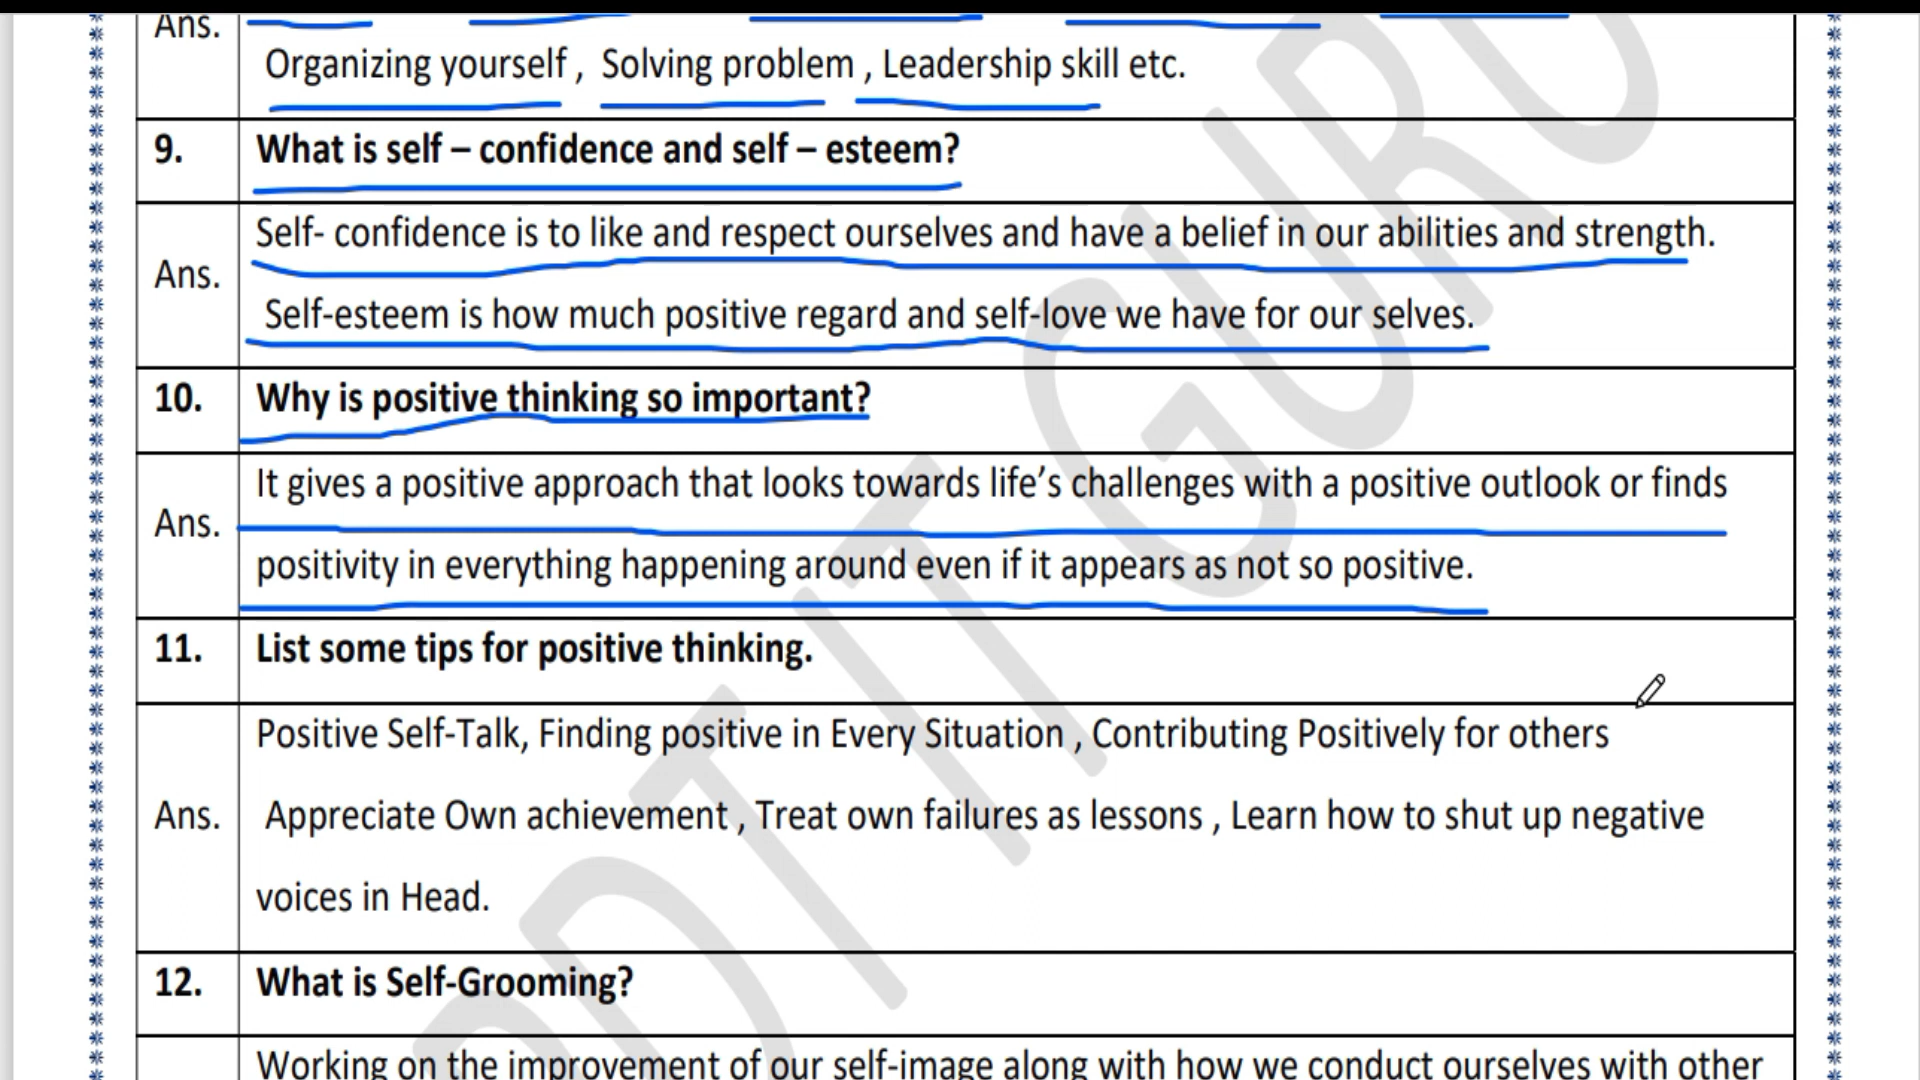 Ans.
Organizing yourself , Solving problem , Leadership skill etc.
9. What is self – confidence and self – esteem?
Self- confidence is to like and respect ourselves and have a belief in our abilities and strength.
Ans.
Self-esteem is how much positive regard and self-love we have for our selves.
10. Why is positive thinking so important?
It gives a positive approach that looks towards life’s challenges with a positive outlook or finds
Ans.
positivity in everything happening around even if it appears as not so positive.
11. List some tips for positive thinking.
Positive Self-Talk, Finding positive in Every Situation , Contributing Positively for others
Ans. Appreciate Own achievement , Treat own failures as lessons , Learn how to shut up negative
voices in Head.
12. What is Self-Grooming?
Working on the improvement of our self-image along with how we conduct ourselves with other
IT GURU